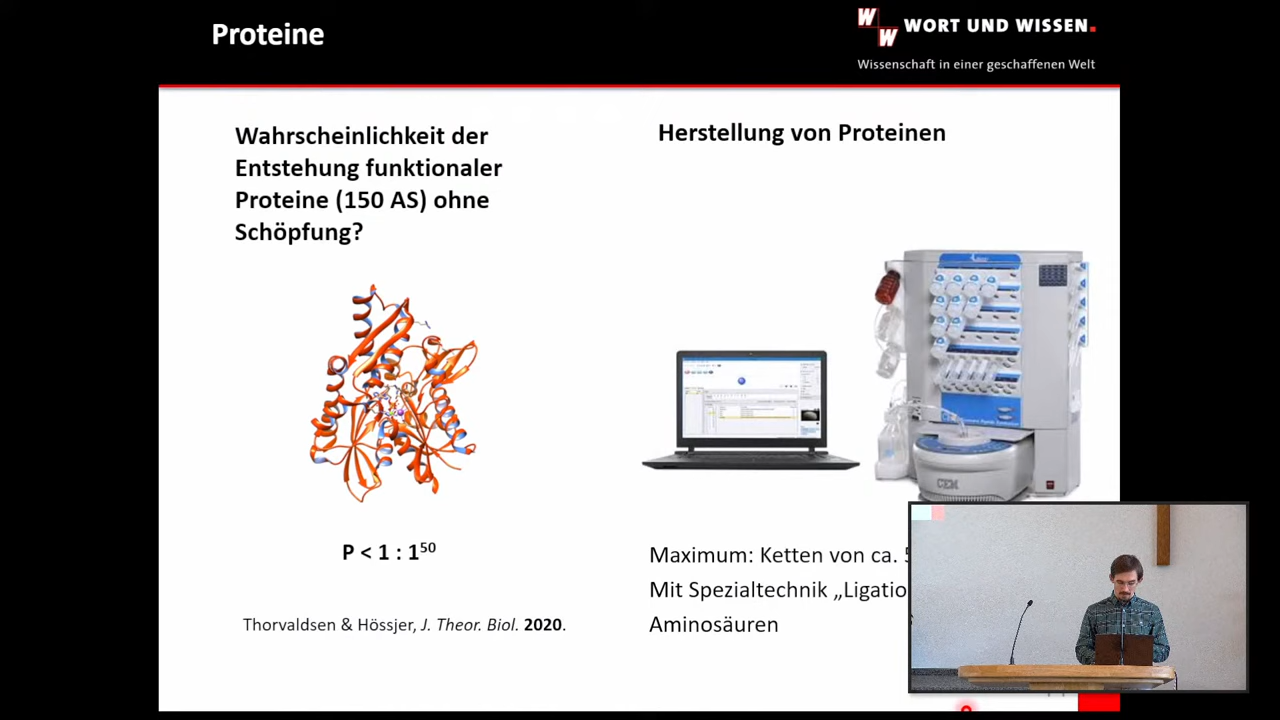 Proteine
W
W
WORT UND WISSEN.
Wissenschaft in einer geschaffenen Welt
Wahrscheinlichkeit der
Entstehung funktionaler
Proteine (150 AS) ohne
Schöpfung?
P < 1 : 1⁵⁰
Thorvaldsen & Hössjer, J. Theor. Biol. 2020.
Herstellung von Proteinen
CEM
Maximum: Ketten von ca.
Mit Spezialtechnik „Ligatio
Aminosäuren